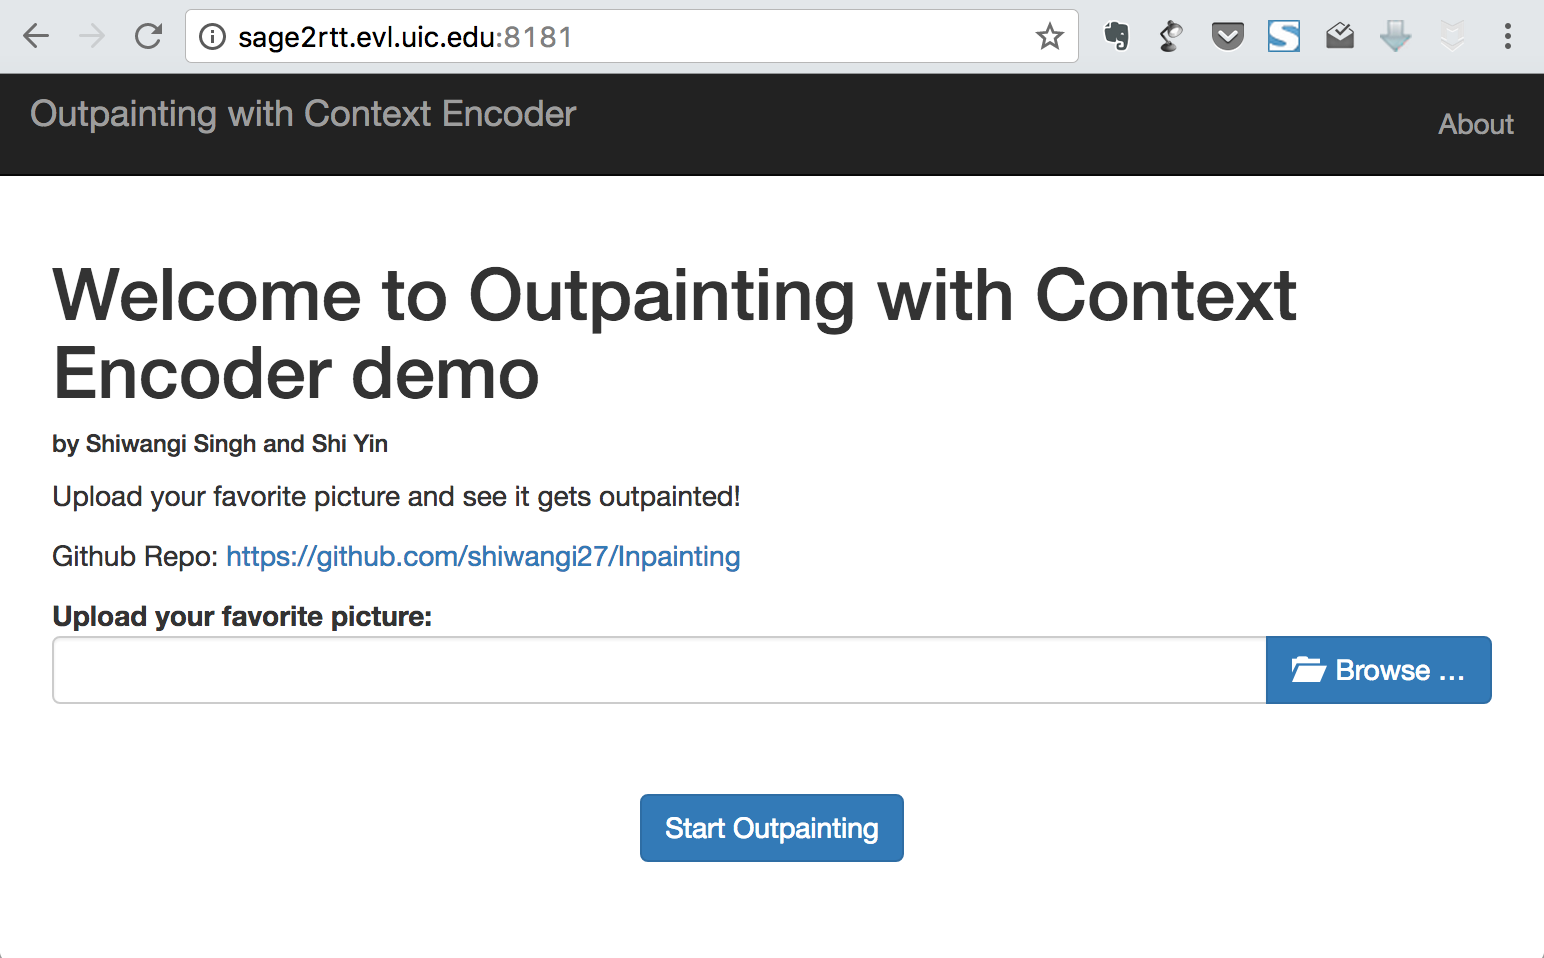 sage2rtt.evl.uic.edu:8181
Outpainting with Context Encoder
About
Welcome to Outpainting with Context
Encoder demo
by Shiwangi Singh and Shi Yin
Upload your favorite picture and see it gets outpainted!
Github Repo: https://github.com/shiwangi27/Inpainting
Upload your favorite picture:
Browse ...
Start Outpainting